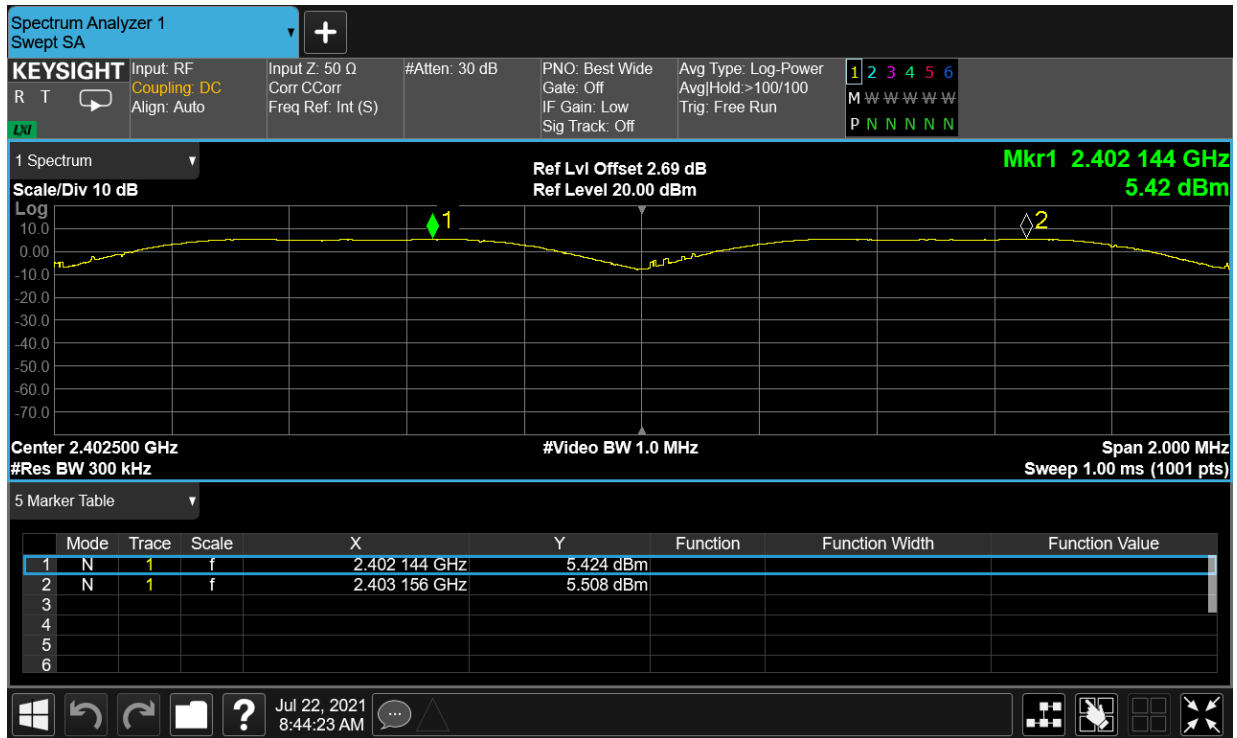 Spectrum Analyzer 1
Swept SA
+
KEYSIGHT
R T
LXI
Input: RF
Coupling: DC
Align: Auto
Input Z: 50 Ω
Corr CCorr
Freq Ref: Int (S)
#Atten: 30 dB
PNO: Best Wide
Gate: Off
IF Gain: Low
Sig Track: Off
Avg Type: Log-Power
Avg|Hold:>100/100
Trig: Free Run
1 2 3 4 5 6
M W W W W W
P N N N N N
1 Spectrum
Scale/Div 10 dB
Ref Lvl Offset 2.69 dB
Ref Level 20.00 dBm
Mkr1 2.402 144 GHz
5.42 dBm
Log
10.0
0.00
-10.0
-20.0
-30.0
-40.0
-50.0
-60.0
-70.0
1
2
Center 2.402500 GHz
#Res BW 300 kHz
#Video BW 1.0 MHz
Span 2.000 MHz
Sweep 1.00 ms (1001 pts)
5 Marker Table
Mode Trace Scale X Y Function Function Width Function Value
1 N 1 f 2.402 144 GHz 5.424 dBm
2 N 1 f 2.403 156 GHz 5.508 dBm
3
4
5
6
?
Jul 22, 2021
8:44:23 AM